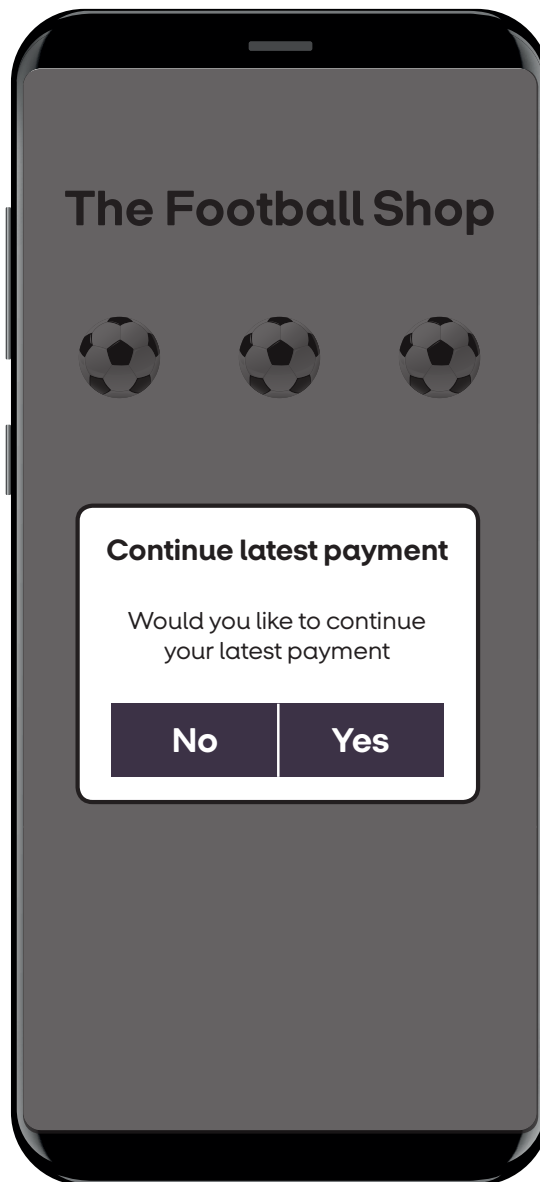 The Football Shop
Continue latest payment
Would you like to continue
your latest payment
No Yes